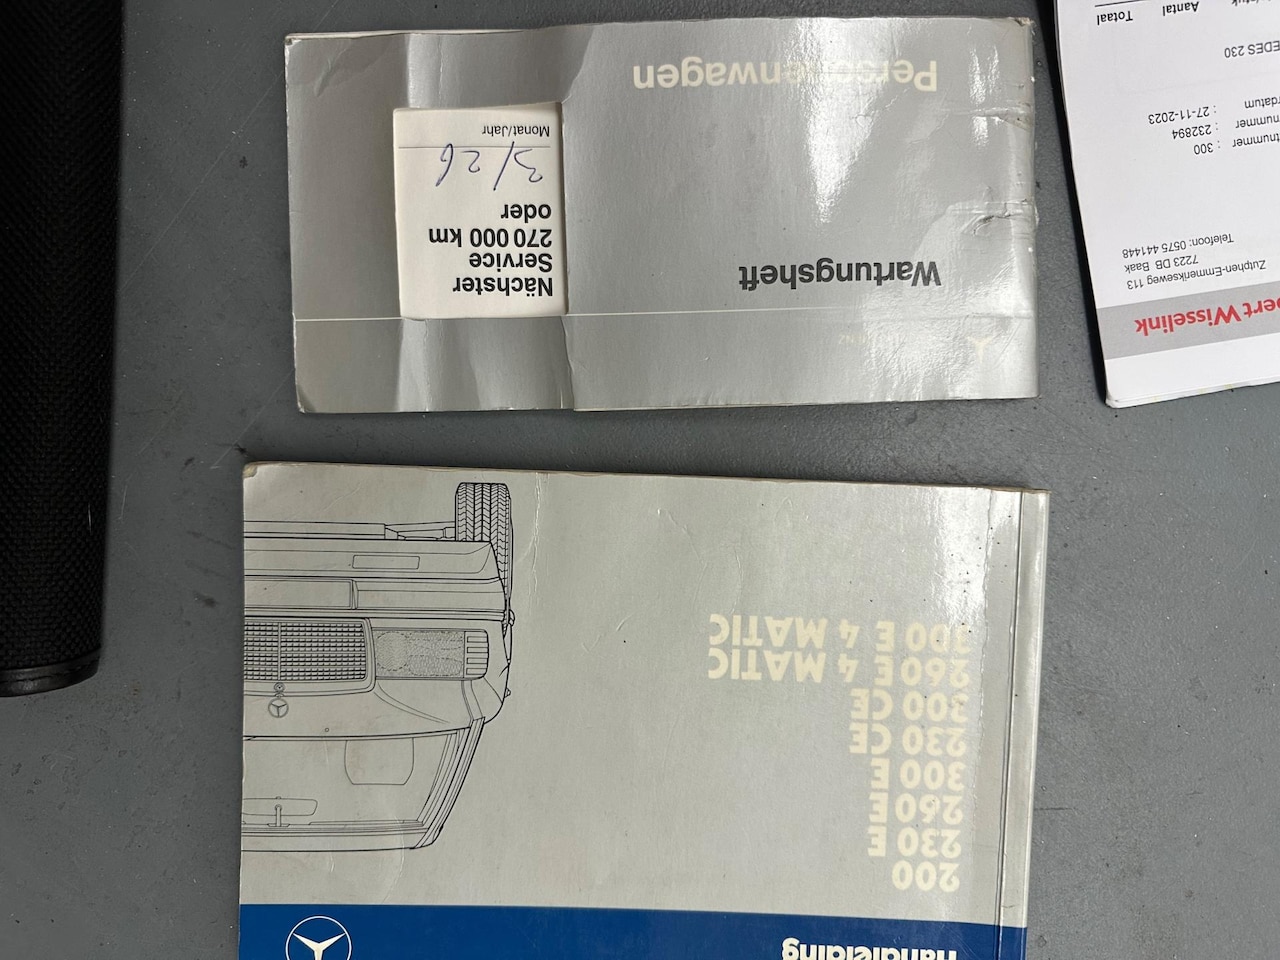 Wartungsheft
Personenwagen
Nächster
Service
270 000 km
oder
3/26
Monat/Jahr
Handleiding
200
230 E
260 E
300 E
230 CE
300 CE
260 E 4 MATIC
300 E 4 MATIC
Wisselink
Zutphen-Emmerikseweg 113
7223 DB Baak
Telefoon: 0575 441448
: 300
: 232894
: 27-11-2023
230
Aantal Totaal